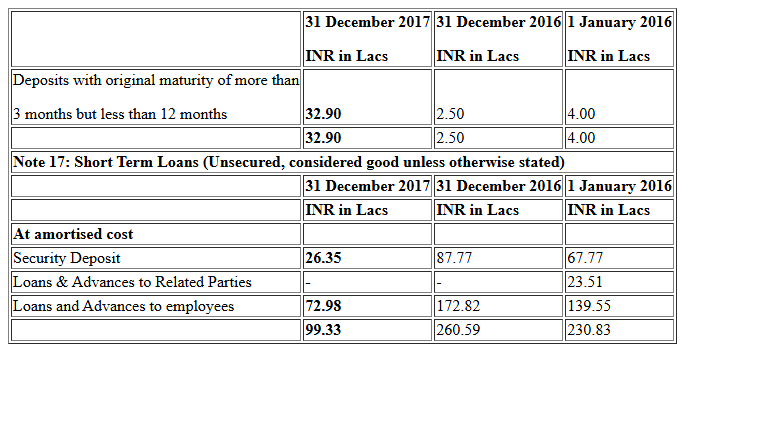 31 December 2017 31 December 2016 1 January 2016
INR in Lacs INR in Lacs INR in Lacs
Deposits with original maturity of more than
3 months but less than 12 months 32.90 2.50 4.00
32.90 2.50 4.00
Note 17: Short Term Loans (Unsecured, considered good unless otherwise stated)
31 December 2017 31 December 2016 1 January 2016
INR in Lacs INR in Lacs INR in Lacs
At amortised cost
Security Deposit 26.35 87.77 67.77
Loans & Advances to Related Parties - - 23.51
Loans and Advances to employees 72.98 172.82 139.55
99.33 260.59 230.83